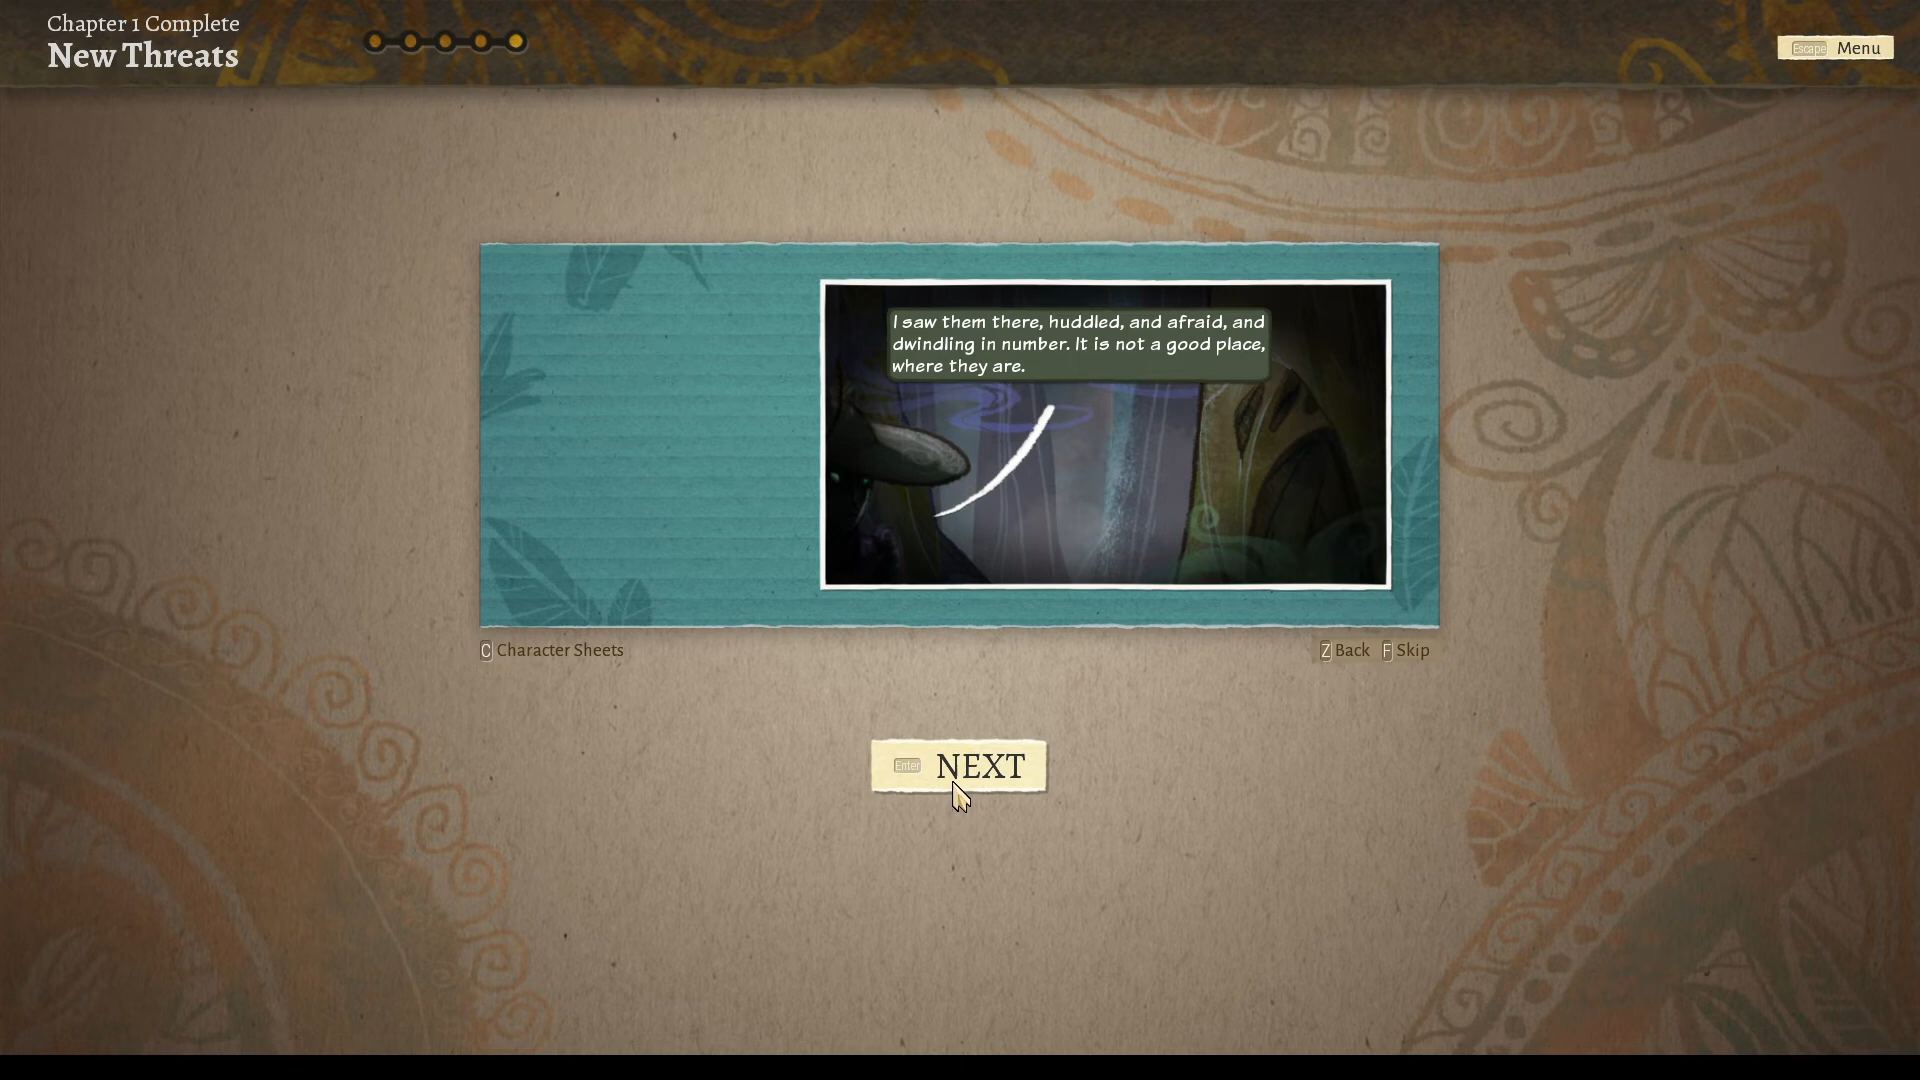 Chapter 1 Complete
New Threats
Escape Menu
I saw them there, huddled, and afraid, and
dwindling in number. It is not a good place,
where they are.
C Character Sheets
Z Back F Skip
Enter NEXT